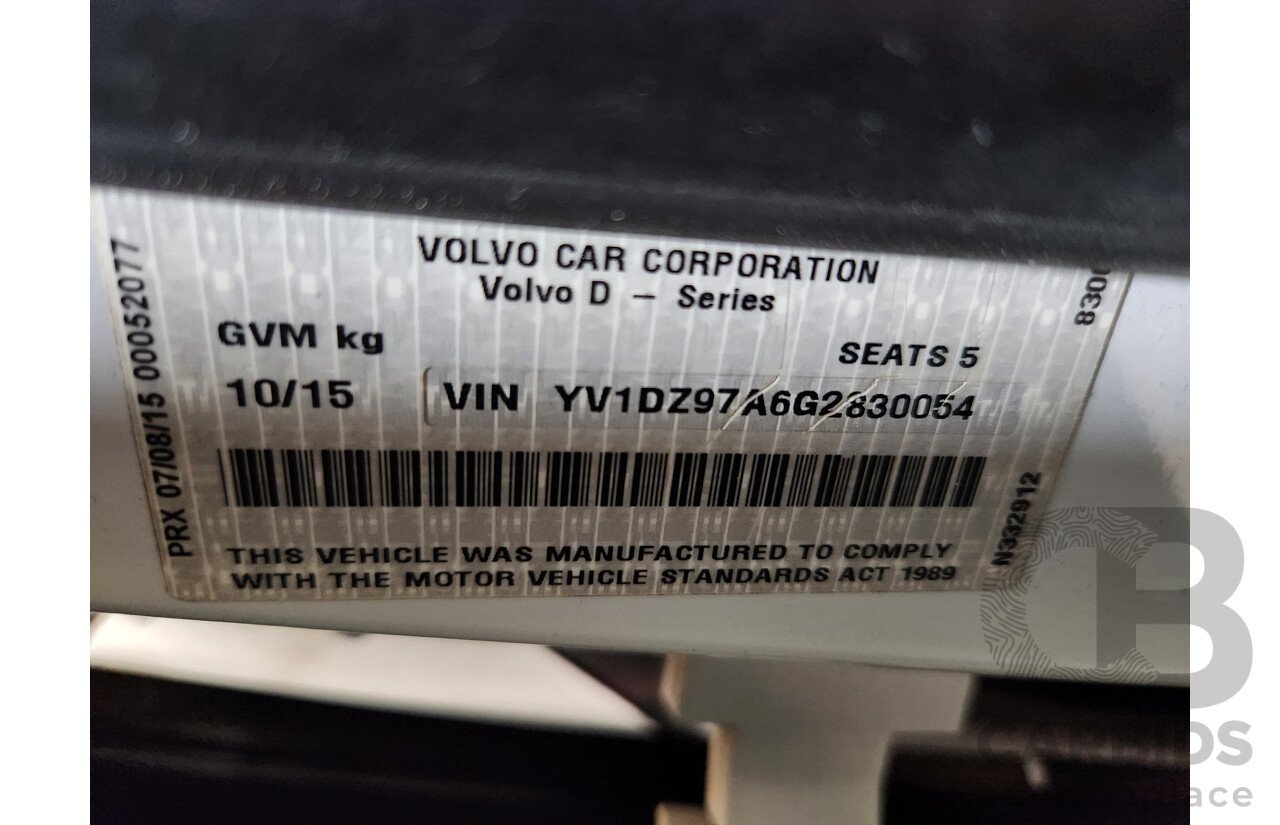 VOLVO CAR CORPORATION
Volvo D – Series
GVM kg
SEATS 5
10/15
VIN YV1DZ97A6G2830054
THIS VEHICLE WAS MANUFACTURED TO COMPLY
WITH THE MOTOR VEHICLE STANDARDS ACT 1989
PRX 07/08/15 00052077
N332912